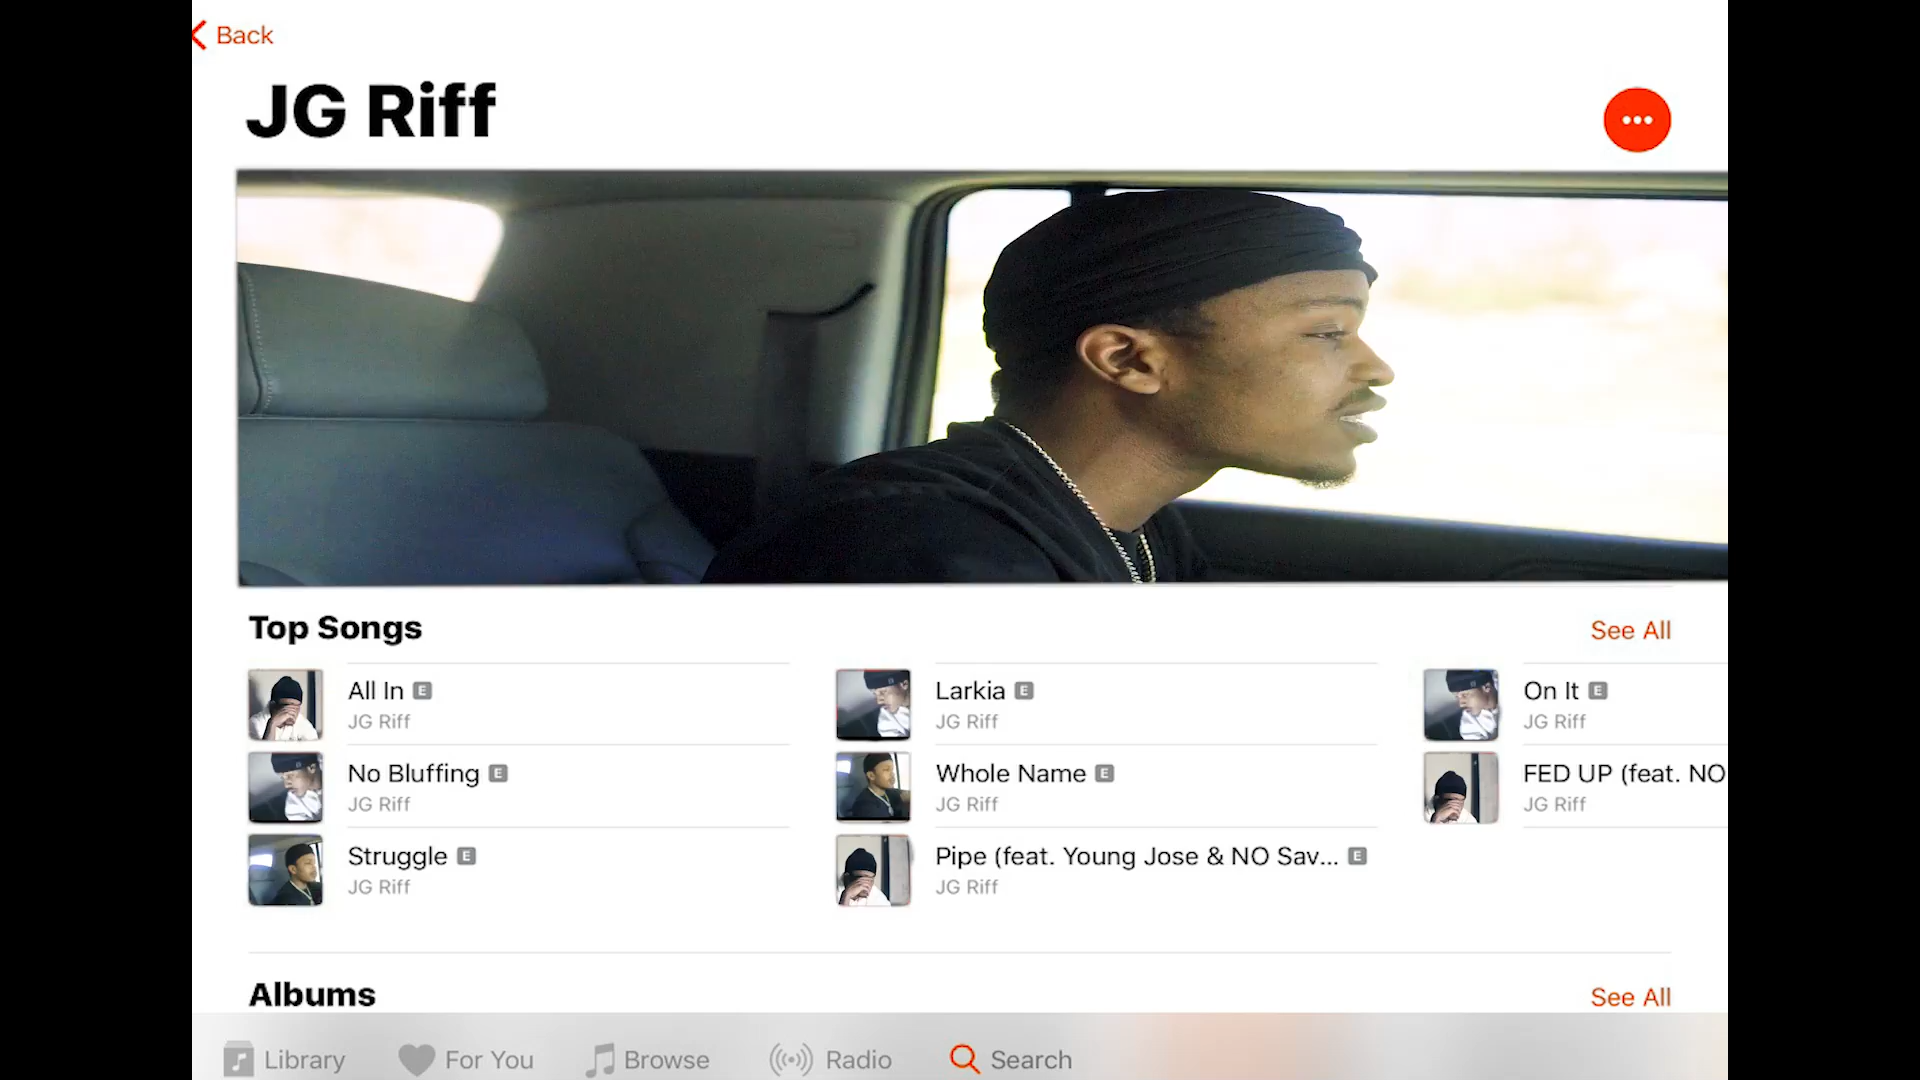 Back
JG Riff
Top Songs
See All
All In E
JG Riff
Larkia E
JG Riff
On It E
JG Riff
No Bluffing E
JG Riff
Whole Name E
JG Riff
FED UP (feat. NO
JG Riff
Struggle E
JG Riff
Pipe (feat. Young Jose & NO Sav... E
JG Riff
Albums
See All
Library
For You
Browse
Radio
Search